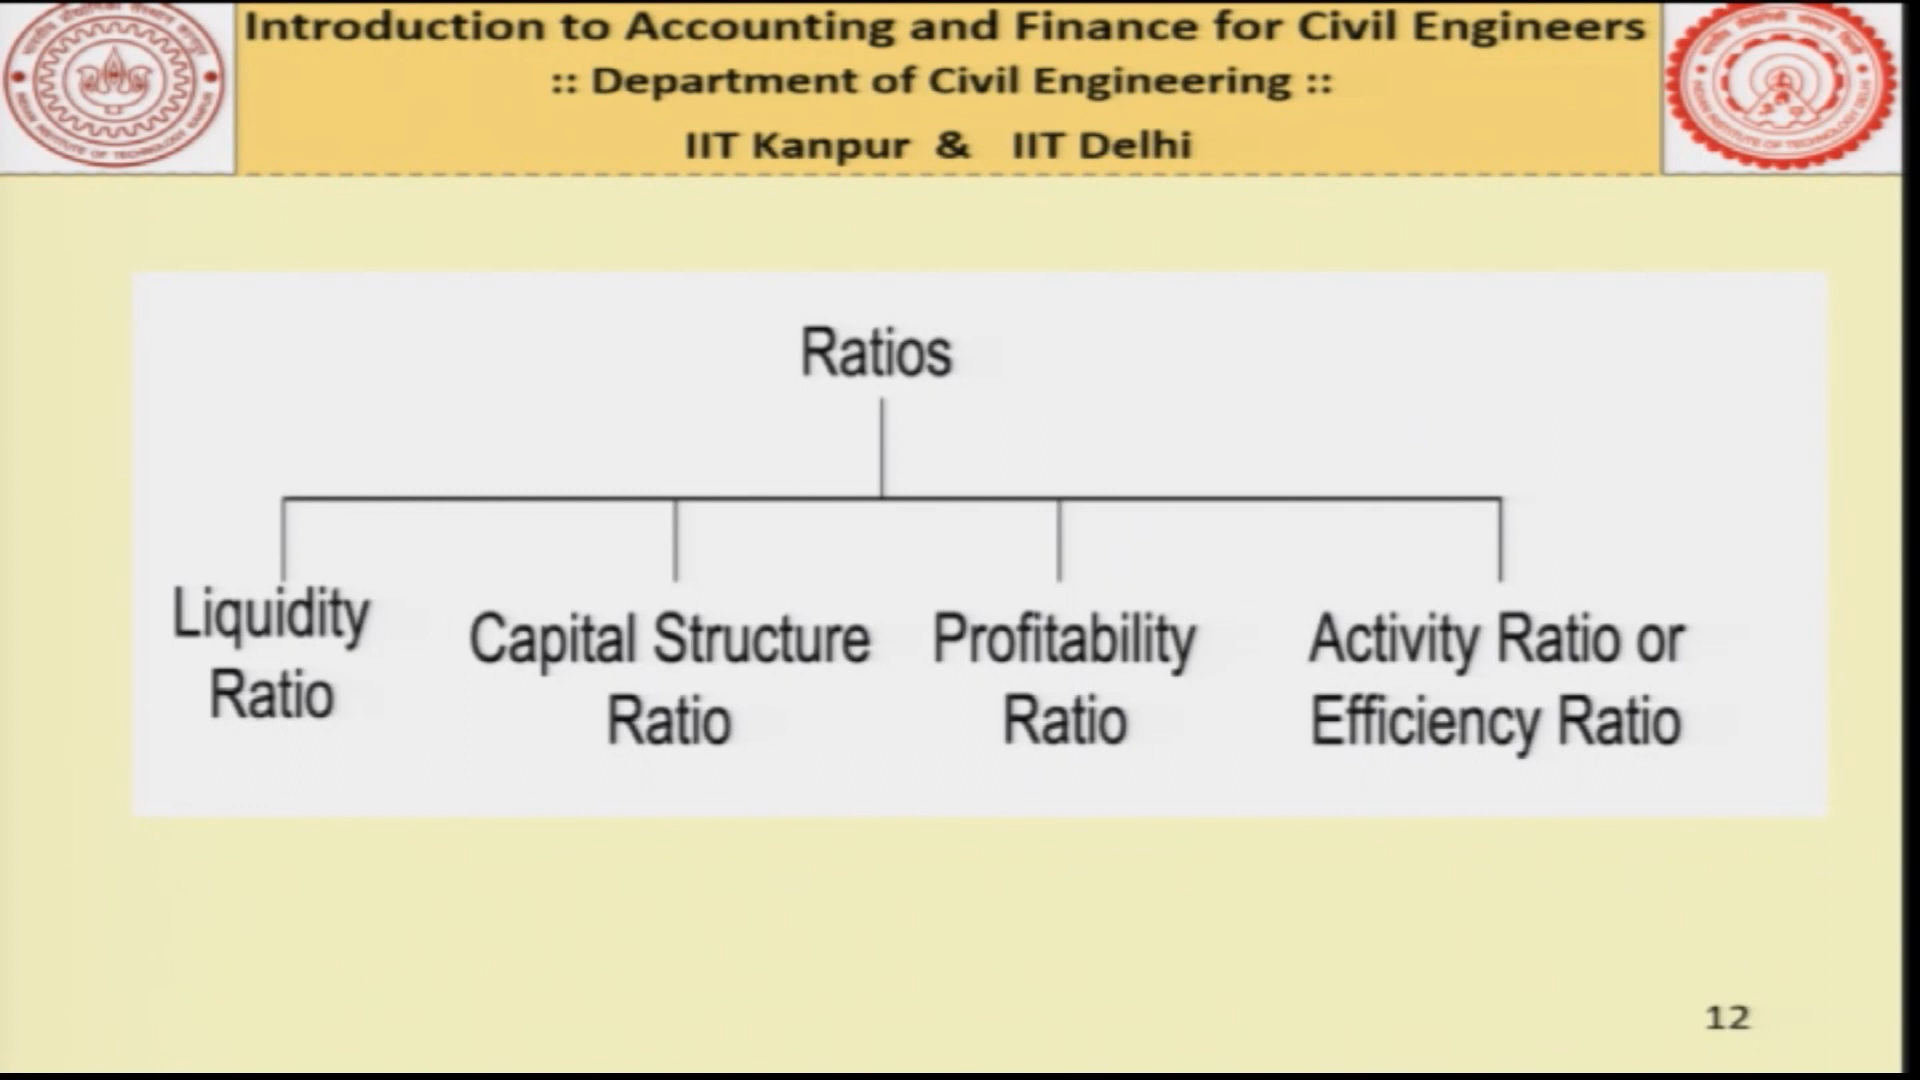 Introduction to Accounting and Finance for Civil Engineers
:: Department of Civil Engineering ::
IIT Kanpur & IIT Delhi
Ratios
Liquidity
Ratio
Capital Structure
Ratio
Profitability
Ratio
Activity Ratio or
Efficiency Ratio
12